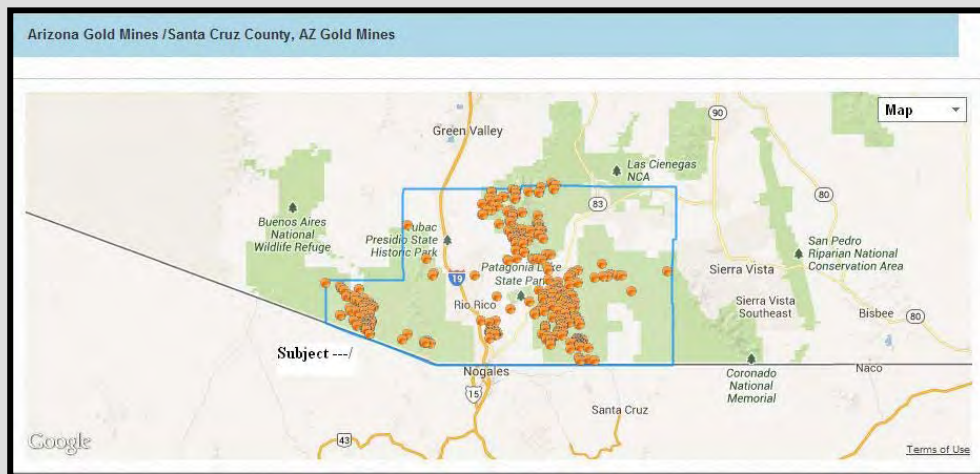 Arizona Gold Mines /Santa Cruz County, AZ Gold Mines
Map
90
Green Valley
Las Cienegas
NCA
83
80
Buenos Aires
National
Wildlife Refuge
Tubac
Presidio State
Historic Park
San Pedro
Riparian National
Conservation Area
19
Patagonia Lake
State Park
Sierra Vista
Rio Rico
Sierra Vista
Southeast
Bisbee
80
Subject ---/
Nogales
Coronado
National
Memorial
Naco
15
Santa Cruz
43
Google
Terms of Use